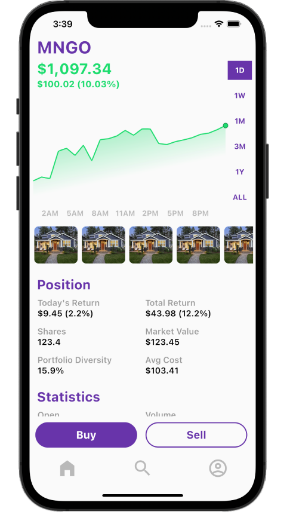 3:39
MNGO
$1,097.34
$100.02 (10.03%)
1D
1W
1M
3M
1Y
ALL
2AM 5AM 8AM 11AM 2PM 5PM 8PM
Position
Today's Return Total Return
$9.45 (2.2%) $43.98 (12.2%)
Shares Market Value
123.4 $123.45
Portfolio Diversity Avg Cost
15.9% $103.41
Statistics
Open Volume
Buy Sell